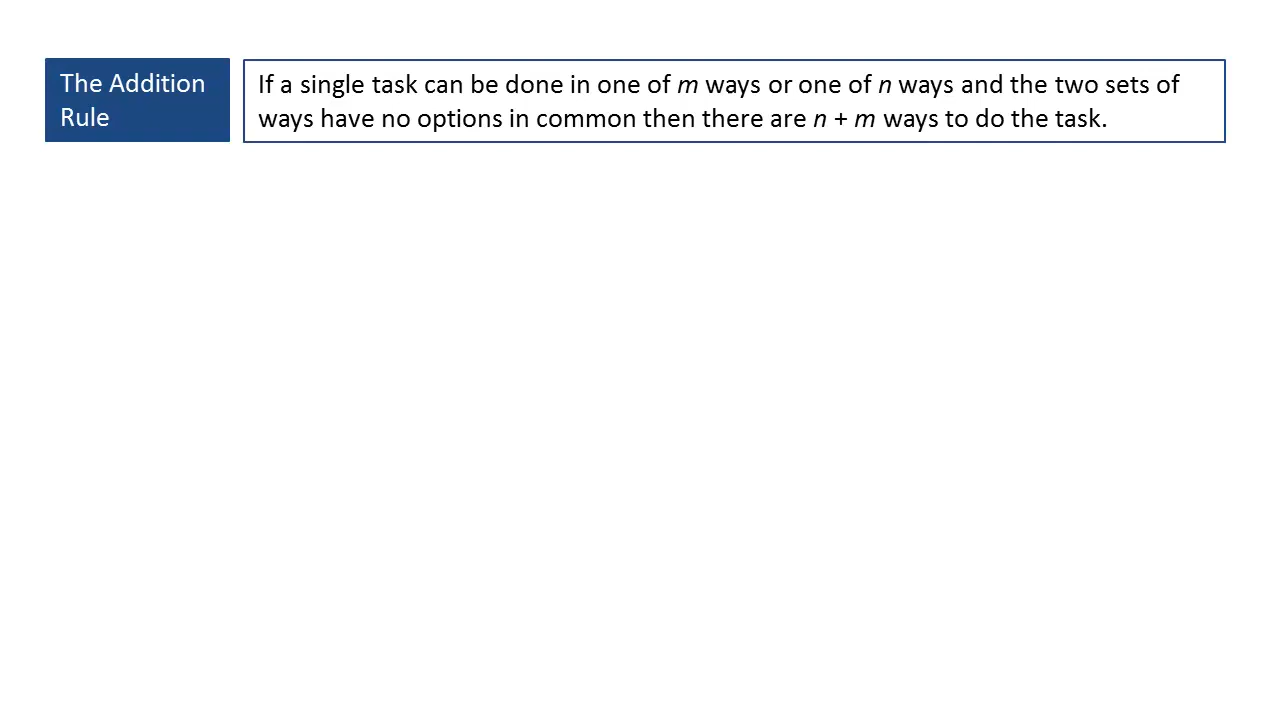 The Addition
Rule
If a single task can be done in one of m ways or one of n ways and the two sets of
ways have no options in common then there are n + m ways to do the task.